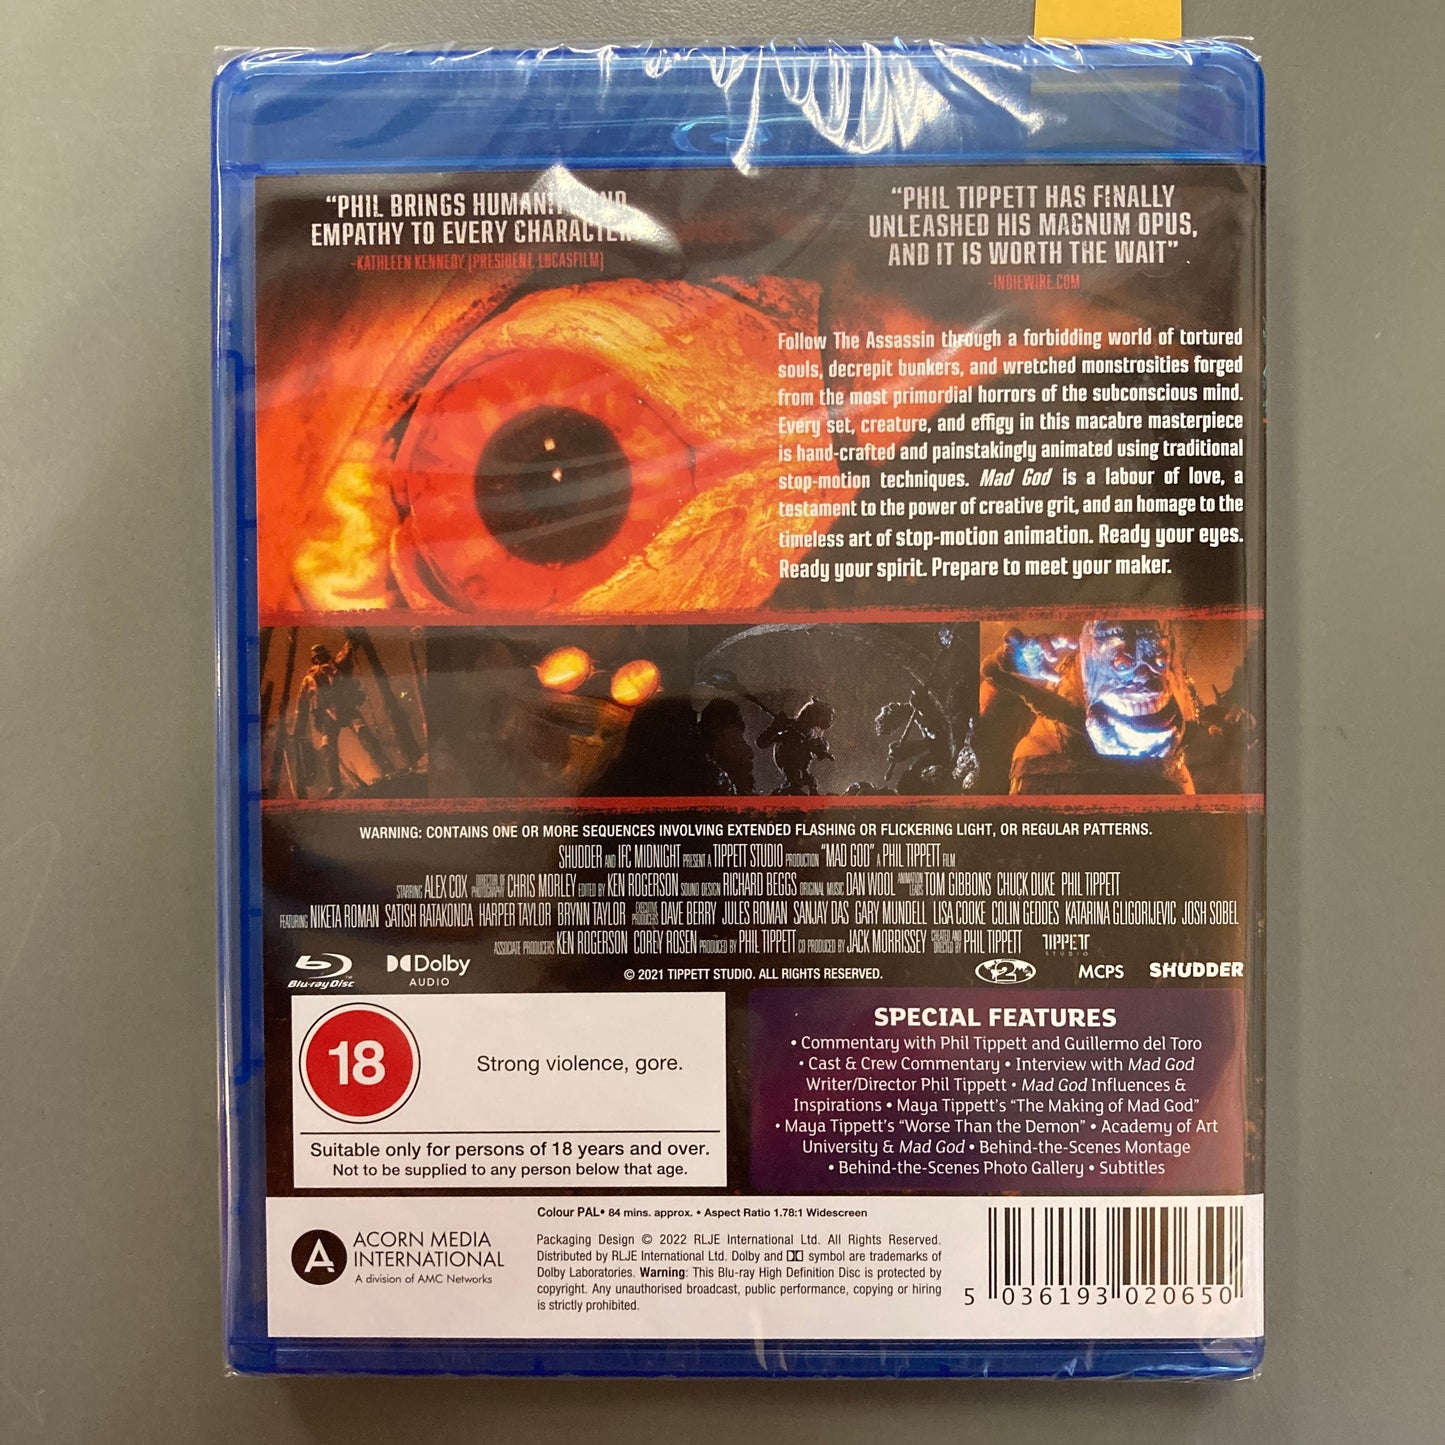 “PHIL BRINGS HUMANITY AND
EMPATHY TO EVERY CHARACTER”
-KATHLEEN KENNEDY (PRESIDENT, LUCASFILM)
“PHIL TIPPETT HAS FINALLY
UNLEASHED HIS MAGNUM OPUS,
AND IT IS WORTH THE WAIT”
-INDIEWIRE.COM
Follow The Assassin through a forbidding world of tortured
souls, decrepit bunkers, and wretched monstrosities forged
from the most primordial horrors of the subconscious mind.
Every set, creature, and effigy in this macabre masterpiece
is hand-crafted and painstakingly animated using traditional
stop-motion techniques. Mad God is a labour of love, a
testament to the power of creative grit, and an homage to the
timeless art of stop-motion animation. Ready your eyes.
Ready your spirit. Prepare to meet your maker.
WARNING: CONTAINS ONE OR MORE SEQUENCES INVOLVING EXTENDED FLASHING OR FLICKERING LIGHT, OR REGULAR PATTERNS.
SHUDDER AND IFC MIDNIGHT PRESENT A TIPPETT STUDIO PRODUCTION "MAD GOD" A PHIL TIPPETT FILM
STARRING ALEX COX DIRECTOR OF PHOTOGRAPHY CHRIS MORLEY EDITED BY KEN ROGERSON SOUND DESIGN RICHARD BEGGS ORIGINAL MUSIC DAN WOOL ANIMATION LEADS TOM GIBBONS CHUCK DUKE PHIL TIPPETT
FEATURING NIKETA ROMAN SATISH RATAKONDA HARPER TAYLOR BRYNN TAYLOR EXECUTIVE PRODUCERS DAVE BERRY JULES ROMAN SANJAY DAS GARY MUNDELL LISA COOKE COLIN GEDDES KATARINA GLIGORIJEVIC JOSH SOBEL
ASSOCIATE PRODUCERS KEN ROGERSON COREY ROSEN PRODUCED BY PHIL TIPPETT CO PRODUCED BY JACK MORRISSEY CREATED AND DIRECTED BY PHIL TIPPETT TIPPETT STUDIO
Blu-ray Disc
Dolby
AUDIO
© 2021 TIPPETT STUDIO. ALL RIGHTS RESERVED.
2
MCPS
SHUDDER
18
Strong violence, gore.
Suitable only for persons of 18 years and over.
Not to be supplied to any person below that age.
SPECIAL FEATURES
• Commentary with Phil Tippett and Guillermo del Toro
• Cast & Crew Commentary • Interview with Mad God
Writer/Director Phil Tippett • Mad God Influences &
Inspirations • Maya Tippett’s “The Making of Mad God”
• Maya Tippett’s “Worse Than the Demon” • Academy of Art
University & Mad God • Behind-the-Scenes Montage
• Behind-the-Scenes Photo Gallery • Subtitles
A
ACORN MEDIA
INTERNATIONAL
A division of AMC Networks
Colour PAL • 84 mins. approx. • Aspect Ratio 1.78:1 Widescreen
Packaging Design © 2022 RLJE International Ltd. All Rights Reserved.
Distributed by RLJE International Ltd. Dolby and symbol are trademarks of
Dolby Laboratories. Warning: This Blu-ray High Definition Disc is protected by
copyright. Any unauthorised broadcast, public performance, copying or hiring
is strictly prohibited.
5 036193 020650